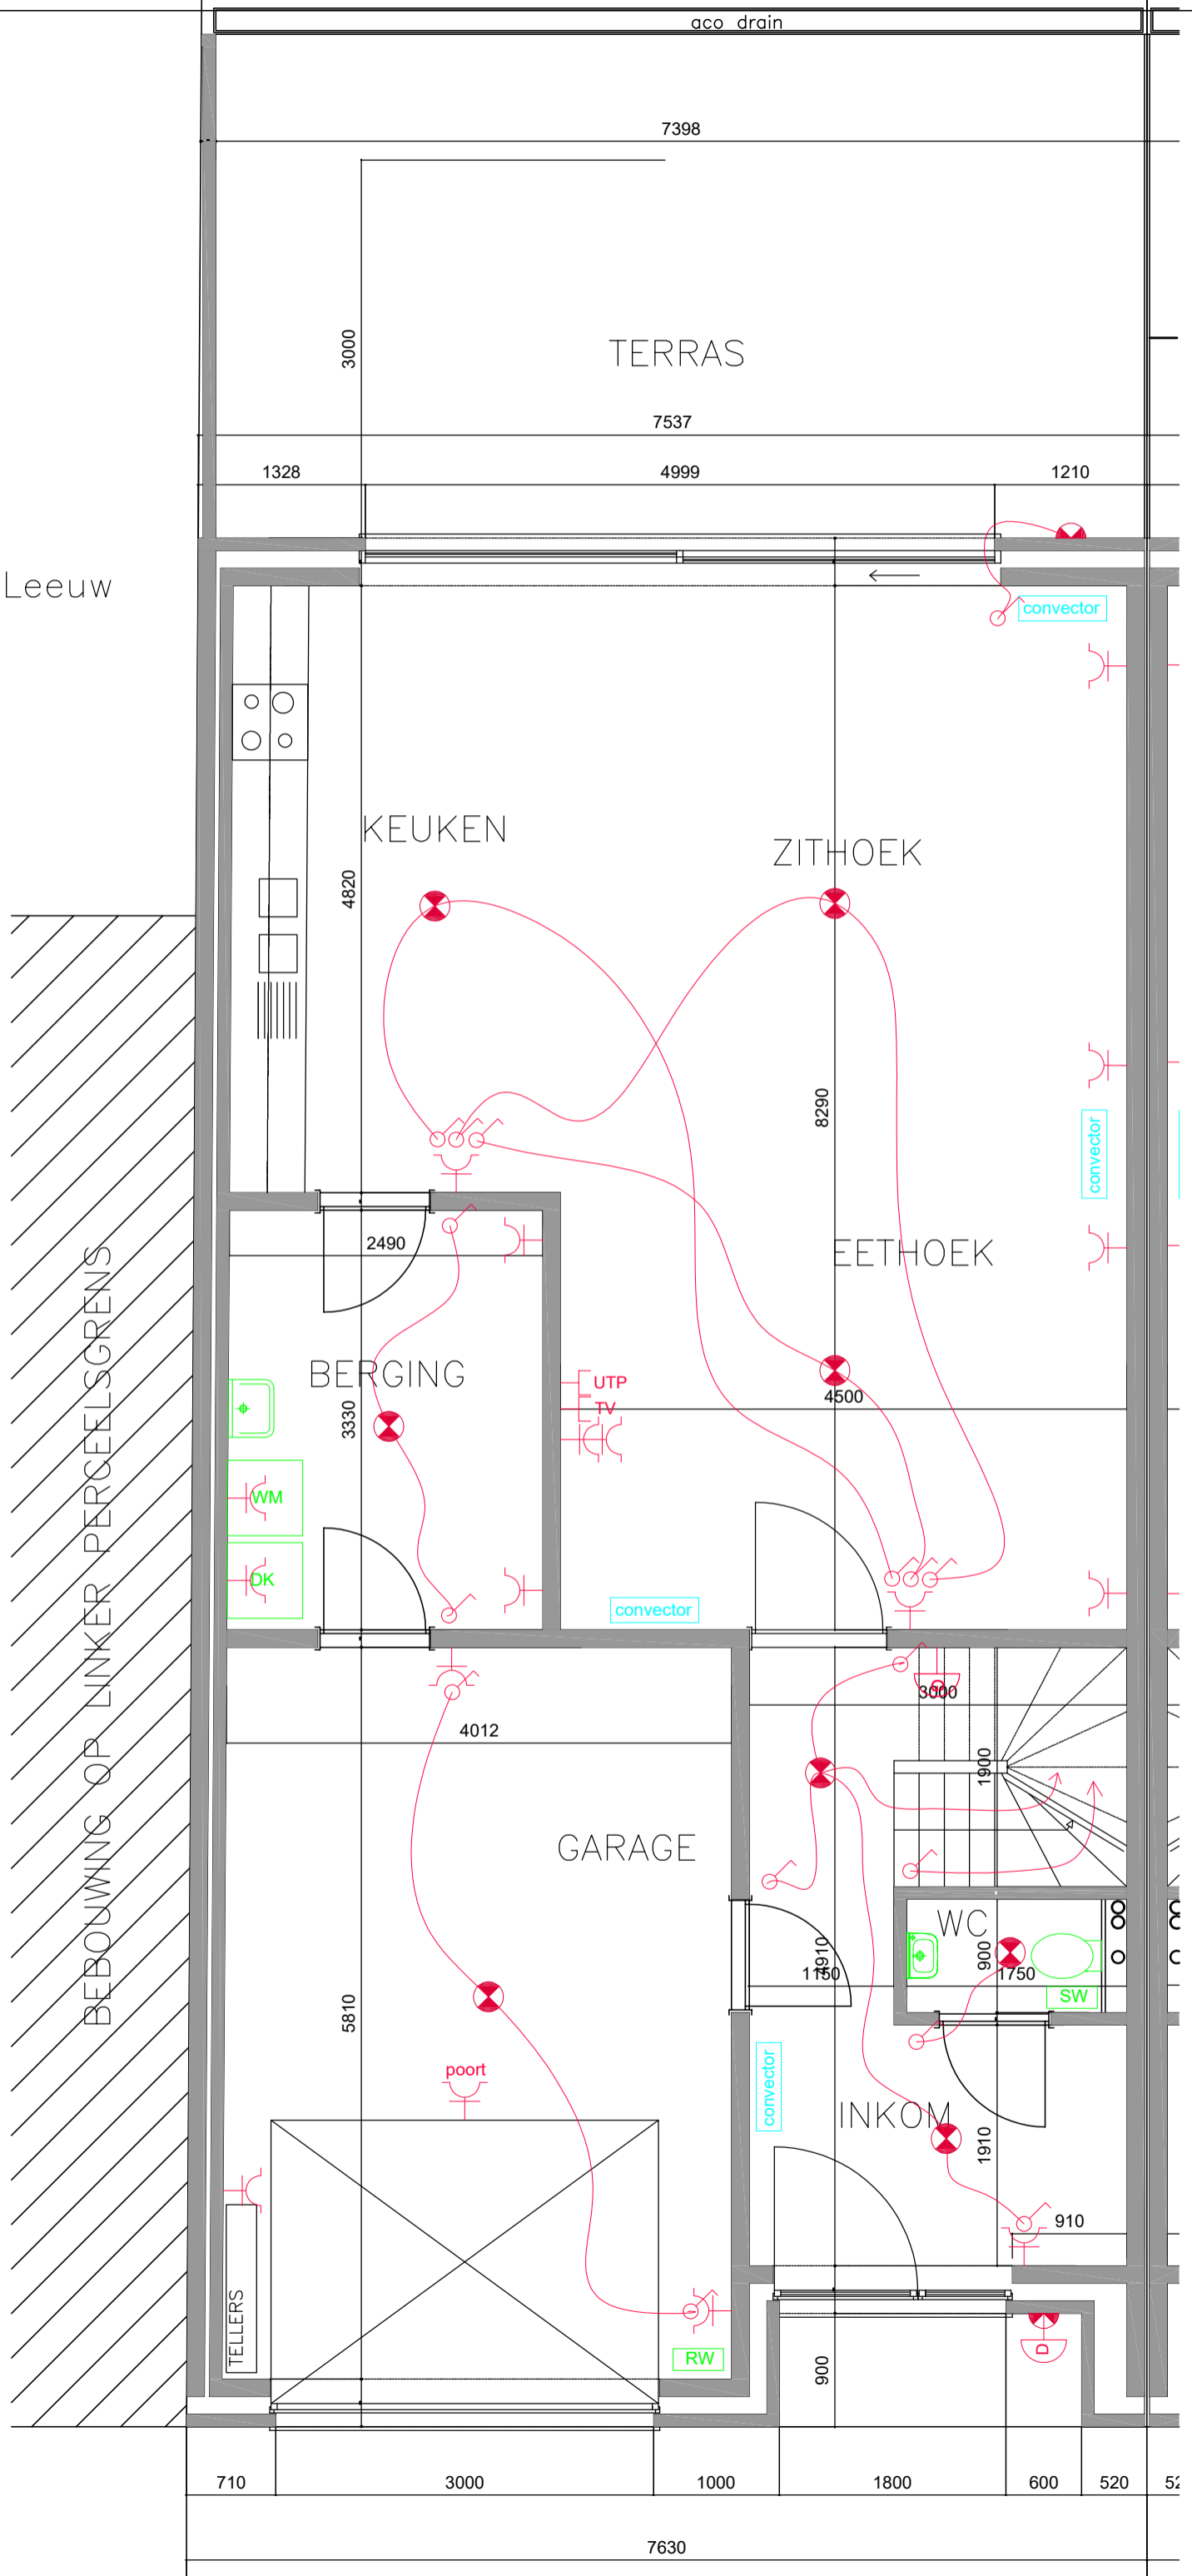 aco drain
7398
3000
TERRAS
7537
1328 4999 1210
Leeuw
convector
KEUKEN
ZITHOEK
4820
8290
convector
2490
EETHOEK
BERGING
UTP
4500
TV
3330
WM
DK
convector
BEBOUWING OP LINKER PERCEELSGRENS
3000
4012
1900
GARAGE
WC
4910
900
1150
1750
SW
5810
poort
convector
INKOM
1910
910
TELLERS
RW
D
900
710 3000 1000 1800 600 520
7630